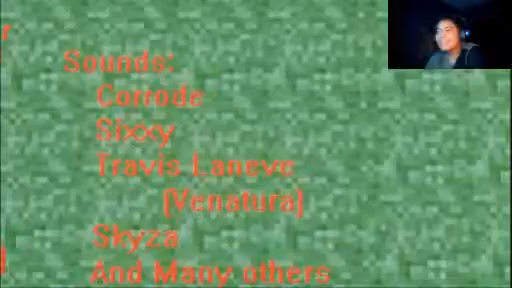 Sounds:
Corrode
Sixxy
Travis Laneve
(Venatura)
Skyza
And Many others